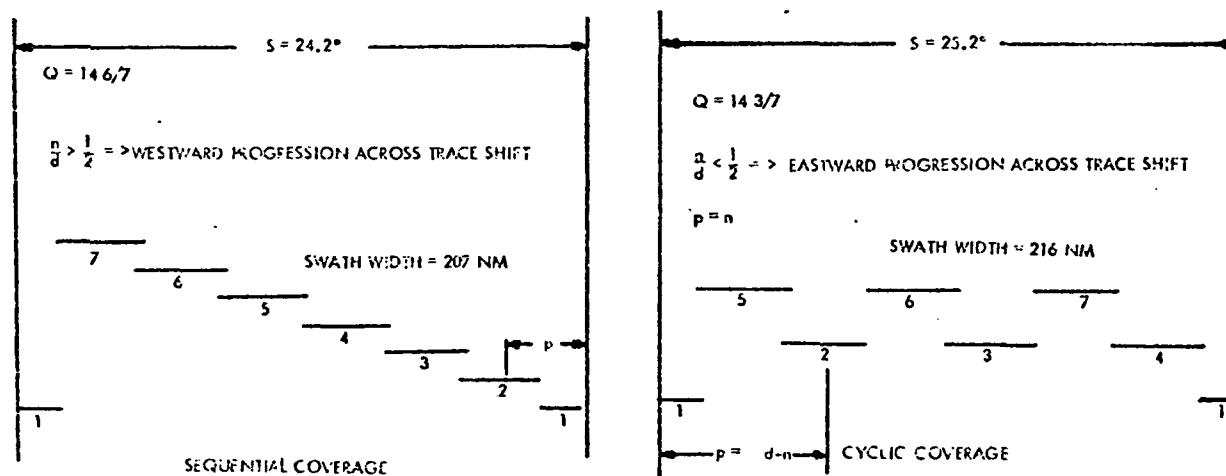 S = 24.2°
Q = 14 6/7
n/d > 1/2 = > WESTWARD PROGFESSION ACROSS TRACE SHIFT
7
6
SWATH WIDTH = 207 NM
5
4
3
p
2
1
1
SEQUENTIAL COVERAGE
S = 25.2°
Q = 14 3/7
n/d < 1/2 = > EASTWARD PROGRESSION ACROSS TRACE SHIFT
p = n
SWATH WIDTH = 216 NM
5
6
7
2
3
4
1
1
p = d-n
CYCLIC COVERAGE